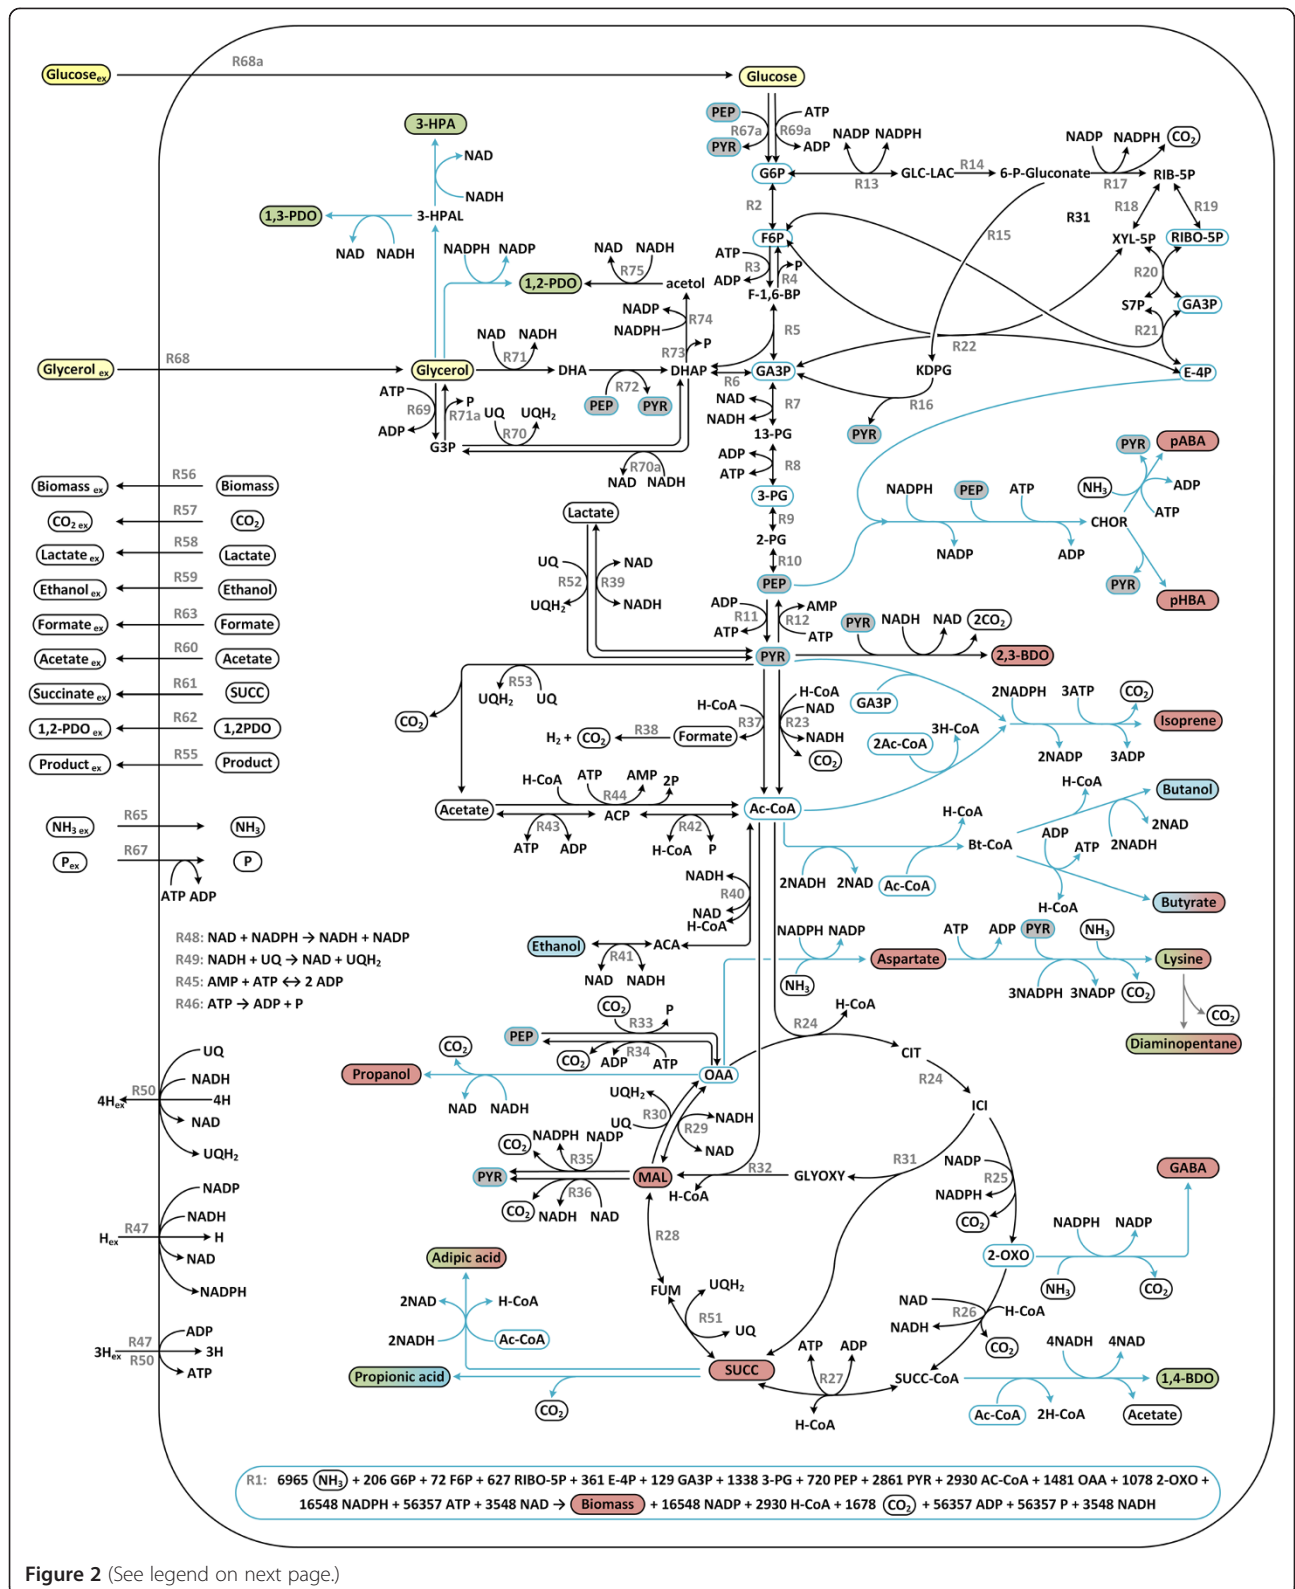 Glucose ex
R68a
Glucose
PEP
ATP
R67a
R69a
PYR
ADP
3-HPA
NAD
NADH
NADP
NADPH
NADP
NADPH
CO2
G6P
R13
GLC-LAC
R14
6-P-Gluconate
R17
RIB-5P
1,3-PDO
3-HPAL
R2
R15
R31
R18
R19
NAD
NADH
NADPH
NADP
NAD
NADH
F6P
XYL-5P
RIBO-5P
ATP
R3
P
R4
ADP
R75
R20
1,2-PDO
acetol
F-1,6-BP
S7P
GA3P
NADP
NADPH
R74
R5
R21
R22
NAD
NADH
R73
P
R68
R71
Glycerol ex
Glycerol
DHA
DHAP
R6
GA3P
KDPG
E-4P
ATP
R69
ADP
P
R71a
R72
PEP
PYR
NAD
NADH
R7
R16
PYR
UQ
UQH2
R70
G3P
13-PG
R70a
NAD
NADH
ADP
ATP
R8
PYR
pABA
R56
Biomass ex
Biomass
3-PG
NADPH
PEP
ATP
NH3
ADP
ATP
R57
CO2 ex
CO2
Lactate
R9
CHOR
R58
Lactate ex
Lactate
2-PG
R10
NADP
ADP
UQ
R52
UQH2
NAD
R39
NADH
R59
Ethanol ex
Ethanol
PEP
PYR
pHBA
R63
Formate ex
Formate
ADP
R11
ATP
AMP
R12
ATP
PYR
NADH
NAD
2CO2
R60
Acetate ex
Acetate
PYR
2,3-BDO
R61
Succinate ex
SUCC
R53
UQH2
UQ
GA3P
2NADPH
3ATP
CO2
R62
1,2-PDO ex
1,2PDO
CO2
H-CoA
R37
H-CoA
NAD
R23
NADH
CO2
Isoprene
H2 + CO2
R38
Formate
3H-CoA
2Ac-CoA
2NADP
3ADP
R55
Product ex
Product
H-CoA
ATP
AMP
2P
R44
H-CoA
Butanol
Acetate
ACP
Ac-CoA
R65
NH3 ex
NH3
R43
ATP
ADP
R42
H-CoA
P
H-CoA
2NAD
2NADH
ADP
ATP
Bt-CoA
R67
P ex
P
ATP ADP
2NADH
2NAD
Ac-CoA
H-CoA
Butyrate
NADH
R40
NAD
H-CoA
R48: NAD + NADPH → NADH + NADP
R49: NADH + UQ → NAD + UQH2
R45: AMP + ATP ↔ 2 ADP
R46: ATP → ADP + P
Ethanol
R41
ACA
NAD
NADH
NADPH
NADP
NH3
Aspartate
ATP
ADP
PYR
NH3
3NADPH
3NADP
CO2
Lysine
CO2
Diaminopentane
CO2
R33
P
PEP
CO2
R34
ADP
ATP
H-CoA
R24
CIT
R24
ICI
CO2
Propanol
NAD
NADH
OAA
UQH2
R30
UQ
NADH
R29
NAD
UQ
NADH
R50
4H ex
4H
NAD
UQH2
CO2
NADPH
NADP
R35
PYR
MAL
R36
CO2
NADH
NAD
R32
H-CoA
GLYOXY
R31
NADP
R25
NADPH
CO2
GABA
NADP
NADH
R47
H ex
H
NAD
NADPH
R28
2-OXO
NADPH
NADP
NH3
CO2
Adipic acid
2NAD
H-CoA
2NADH
Ac-CoA
FUM
UQH2
R51
UQ
NAD
R26
H-CoA
NADH
CO2
ADP
R47
3H ex
3H
R50
ATP
4NADH
4NAD
Propionic acid
CO2
SUCC
ATP
ADP
R27
H-CoA
SUCC-CoA
1,4-BDO
Ac-CoA
2H-CoA
Acetate
R1: 6965 NH3 + 206 G6P + 72 F6P + 627 RIBO-5P + 361 E-4P + 129 GA3P + 1338 3-PG + 720 PEP + 2861 PYR + 2930 AC-CoA + 1481 OAA + 1078 2-OXO +
16548 NADPH + 56357 ATP + 3548 NAD → Biomass + 16548 NADP + 2930 H-CoA + 1678 CO2 + 56357 ADP + 56357 P + 3548 NADH
Figure 2 (See legend on next page.)